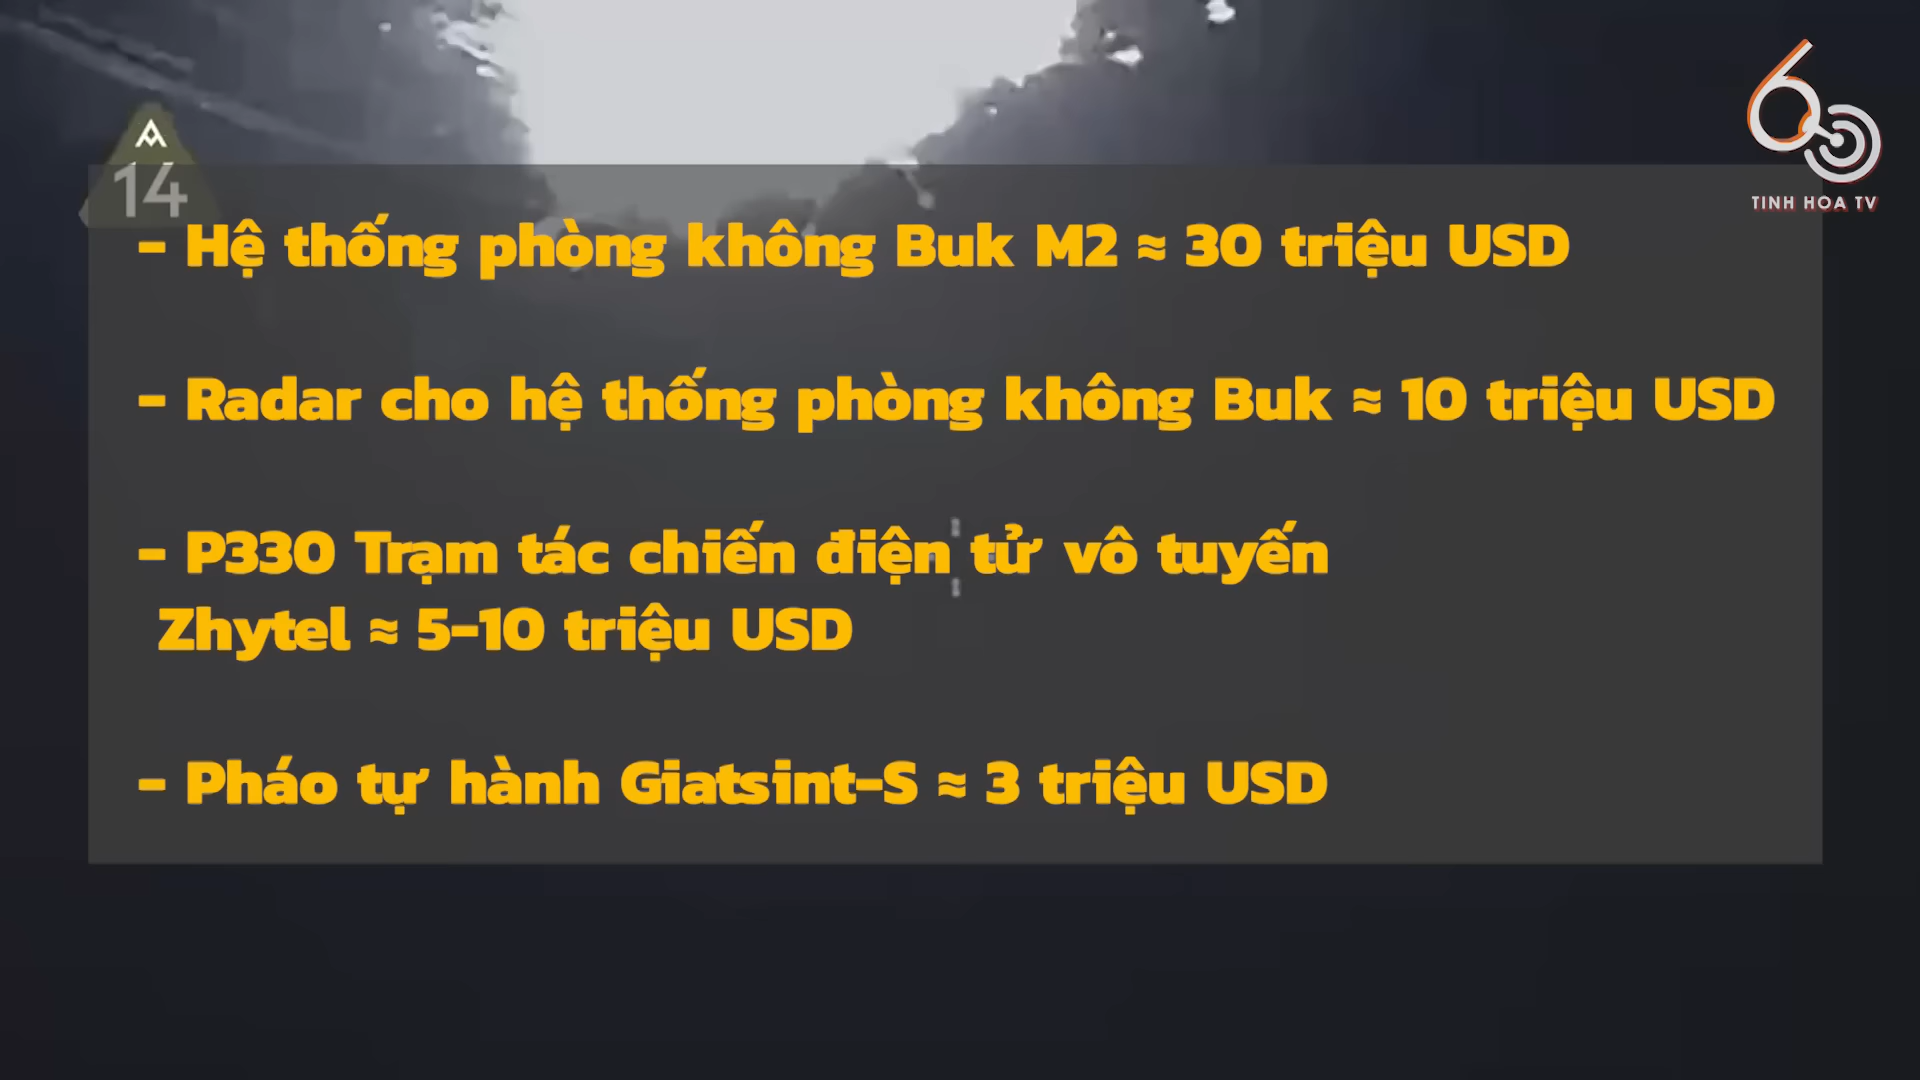 14
TINH HOA TV
- Hệ thống phòng không Buk M2 ≈ 30 triệu USD
- Radar cho hệ thống phòng không Buk ≈ 10 triệu USD
- P330 Trạm tác chiến điện tử vô tuyến
Zhytel ≈ 5-10 triệu USD
- Pháo tự hành Giatsint-S ≈ 3 triệu USD